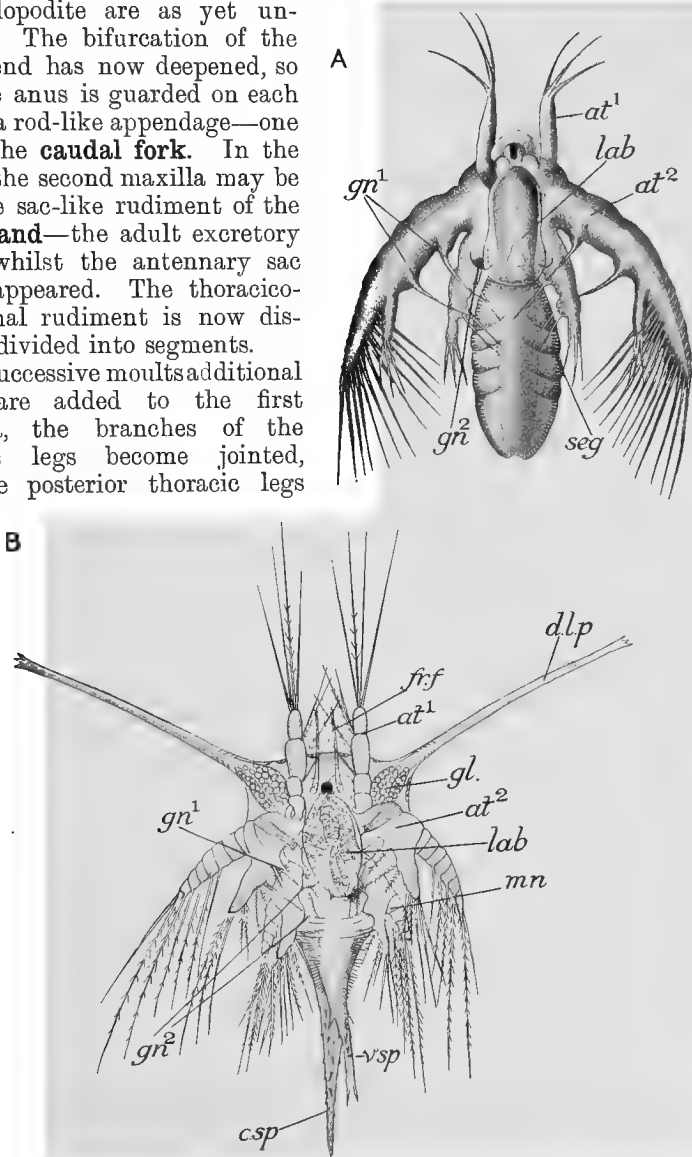 lopodite are as yet un-
The bifurcation of the
end has now deepened, so
anus is guarded on each
a rod-like appendage—one
the caudal fork. In the
the second maxilla may be
sac-like rudiment of the
and—the adult excretory
whilst the antennary sac
appeared. The thoracico-
nal rudiment is now dis-
divided into segments.
uccessive moults additional
are added to the first
the branches of the
legs become jointed,
posterior thoracic legs
A
at¹
lab
at²
gn¹
gn²
seg
B
d.l.p
fr.f
at¹
gl.
gn¹
at²
lab
mn
gn²
v.sp
c.sp